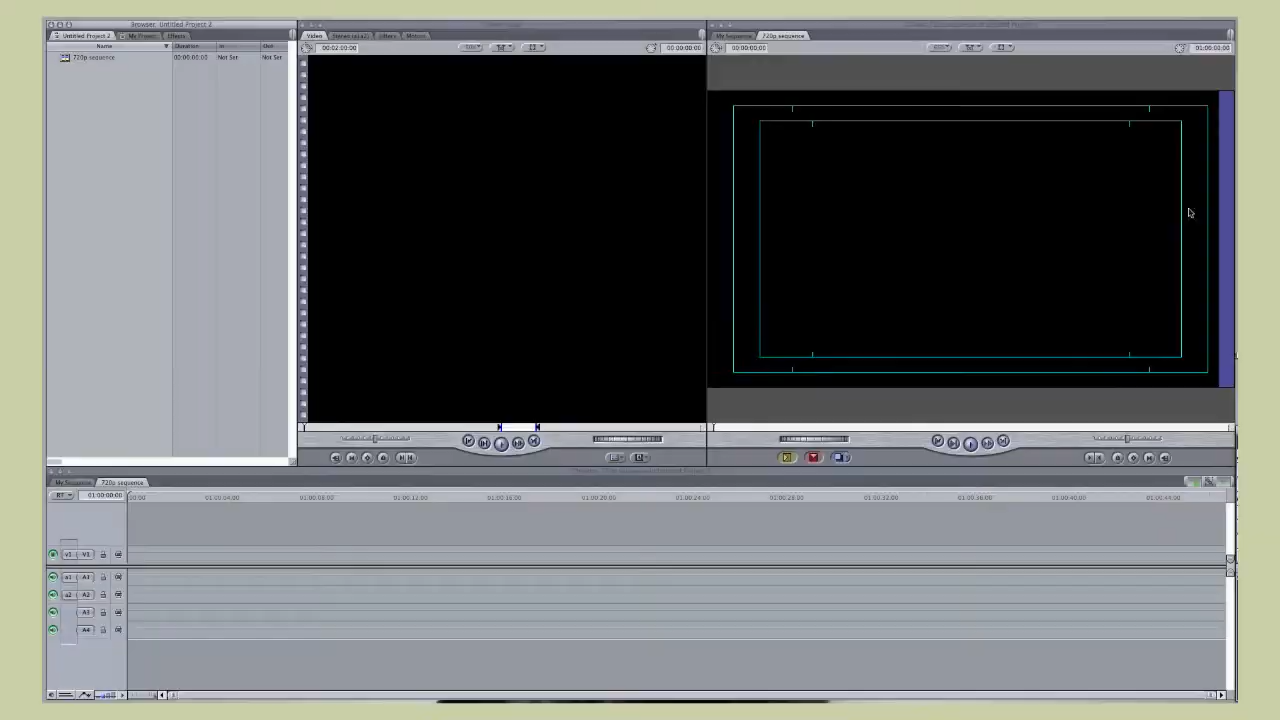 Browser: Untitled Project 2
Untitled Project 2 My Project Effects
Name Duration In Out
720p sequence 00:00:00:00 Not Set Not Set
Video Stereo (a1a2) Filters Motion
00:02:00:00 00:00:00:00
My Sequence 720p sequence
00:00:00:00 01:00:00:00
My Sequence 720p sequence
RT 01:00:00:00 00:00 01:00:04:00 01:00:08:00 01:00:12:00 01:00:16:00 01:00:20:00 01:00:24:00 01:00:28:00 01:00:32:00 01:00:36:00 01:00:40:00 01:00:44:00
v1 V1
a1 A1
a2 A2
A3
A4